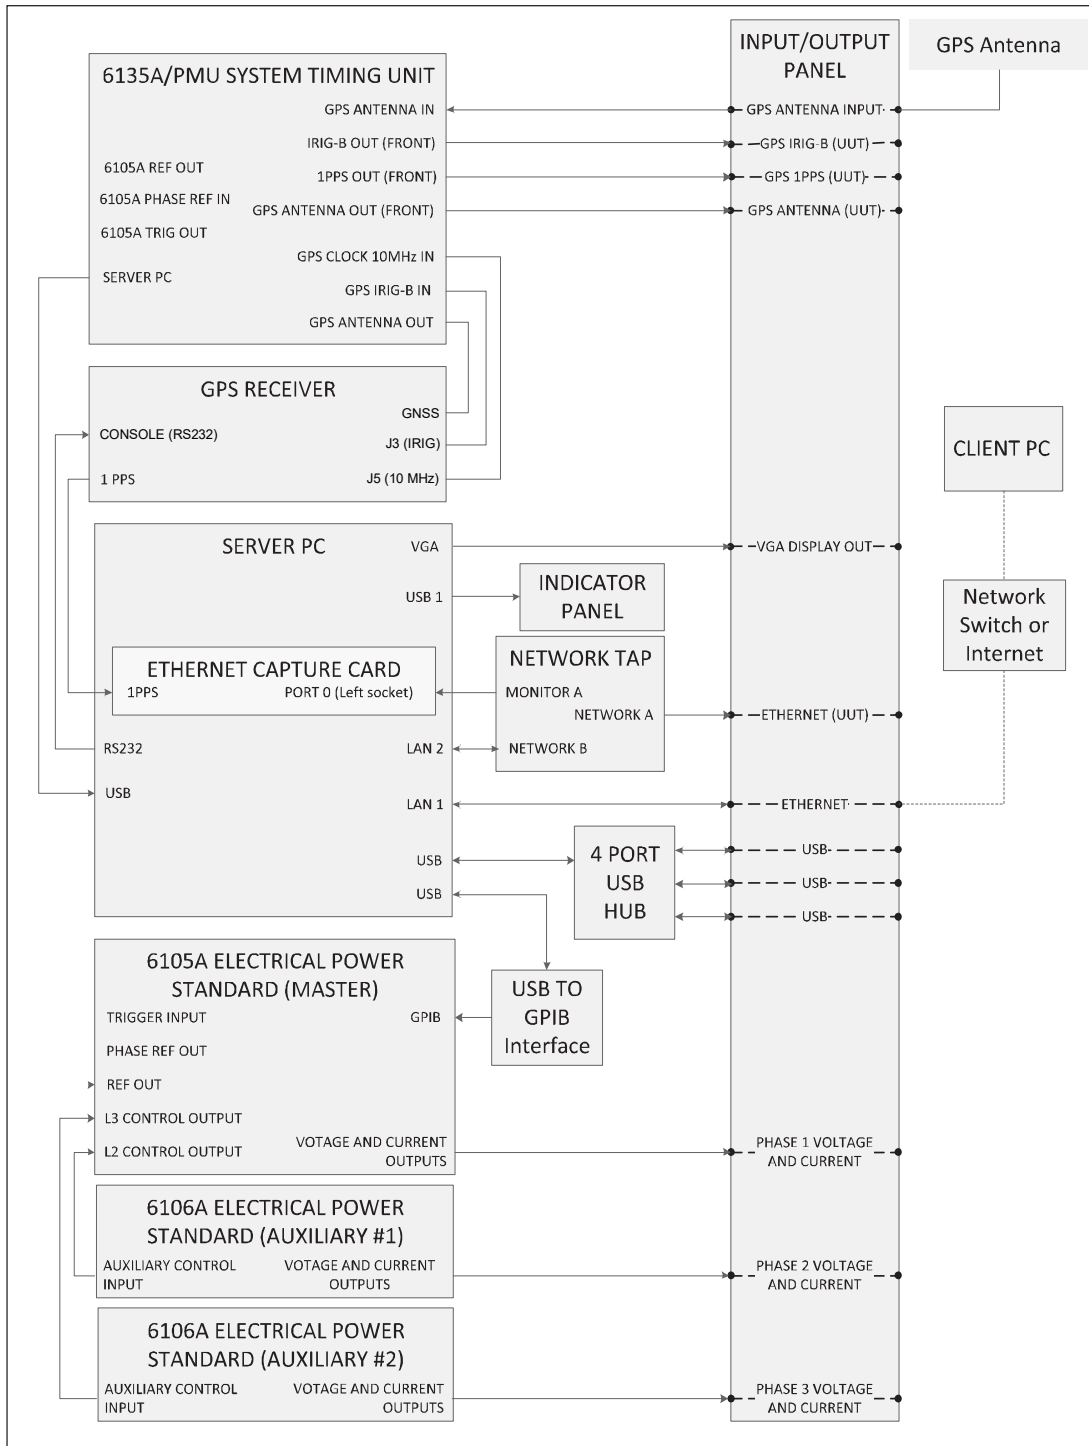 INPUT/OUTPUT
PANEL
GPS Antenna
6135A/PMU SYSTEM TIMING UNIT
GPS ANTENNA IN
GPS ANTENNA INPUT
IRIG-B OUT (FRONT)
GPS IRIG-B (UUT)
6105A REF OUT
1PPS OUT (FRONT)
GPS 1PPS (UUT)
6105A PHASE REF IN
GPS ANTENNA OUT (FRONT)
GPS ANTENNA (UUT)
6105A TRIG OUT
GPS CLOCK 10MHz IN
SERVER PC
GPS IRIG-B IN
GPS ANTENNA OUT
GPS RECEIVER
GNSS
CONSOLE (RS232)
J3 (IRIG)
1 PPS
J5 (10 MHz)
CLIENT PC
SERVER PC
VGA
VGA DISPLAY OUT
USB 1
INDICATOR
PANEL
Network
Switch or
Internet
ETHERNET CAPTURE CARD
1PPS
PORT 0 (Left socket)
NETWORK TAP
MONITOR A
NETWORK A
ETHERNET (UUT)
RS232
LAN 2
NETWORK B
USB
LAN 1
ETHERNET
USB
4 PORT
USB
HUB
USB
USB
USB
USB
6105A ELECTRICAL POWER
STANDARD (MASTER)
TRIGGER INPUT
GPIB
USB TO
GPIB
Interface
PHASE REF OUT
REF OUT
L3 CONTROL OUTPUT
L2 CONTROL OUTPUT
VOTAGE AND CURRENT
OUTPUTS
PHASE 1 VOLTAGE
AND CURRENT
6106A ELECTRICAL POWER
STANDARD (AUXILIARY #1)
AUXILIARY CONTROL
INPUT
VOTAGE AND CURRENT
OUTPUTS
PHASE 2 VOLTAGE
AND CURRENT
6106A ELECTRICAL POWER
STANDARD (AUXILIARY #2)
AUXILIARY CONTROL
INPUT
VOTAGE AND CURRENT
OUTPUTS
PHASE 3 VOLTAGE
AND CURRENT